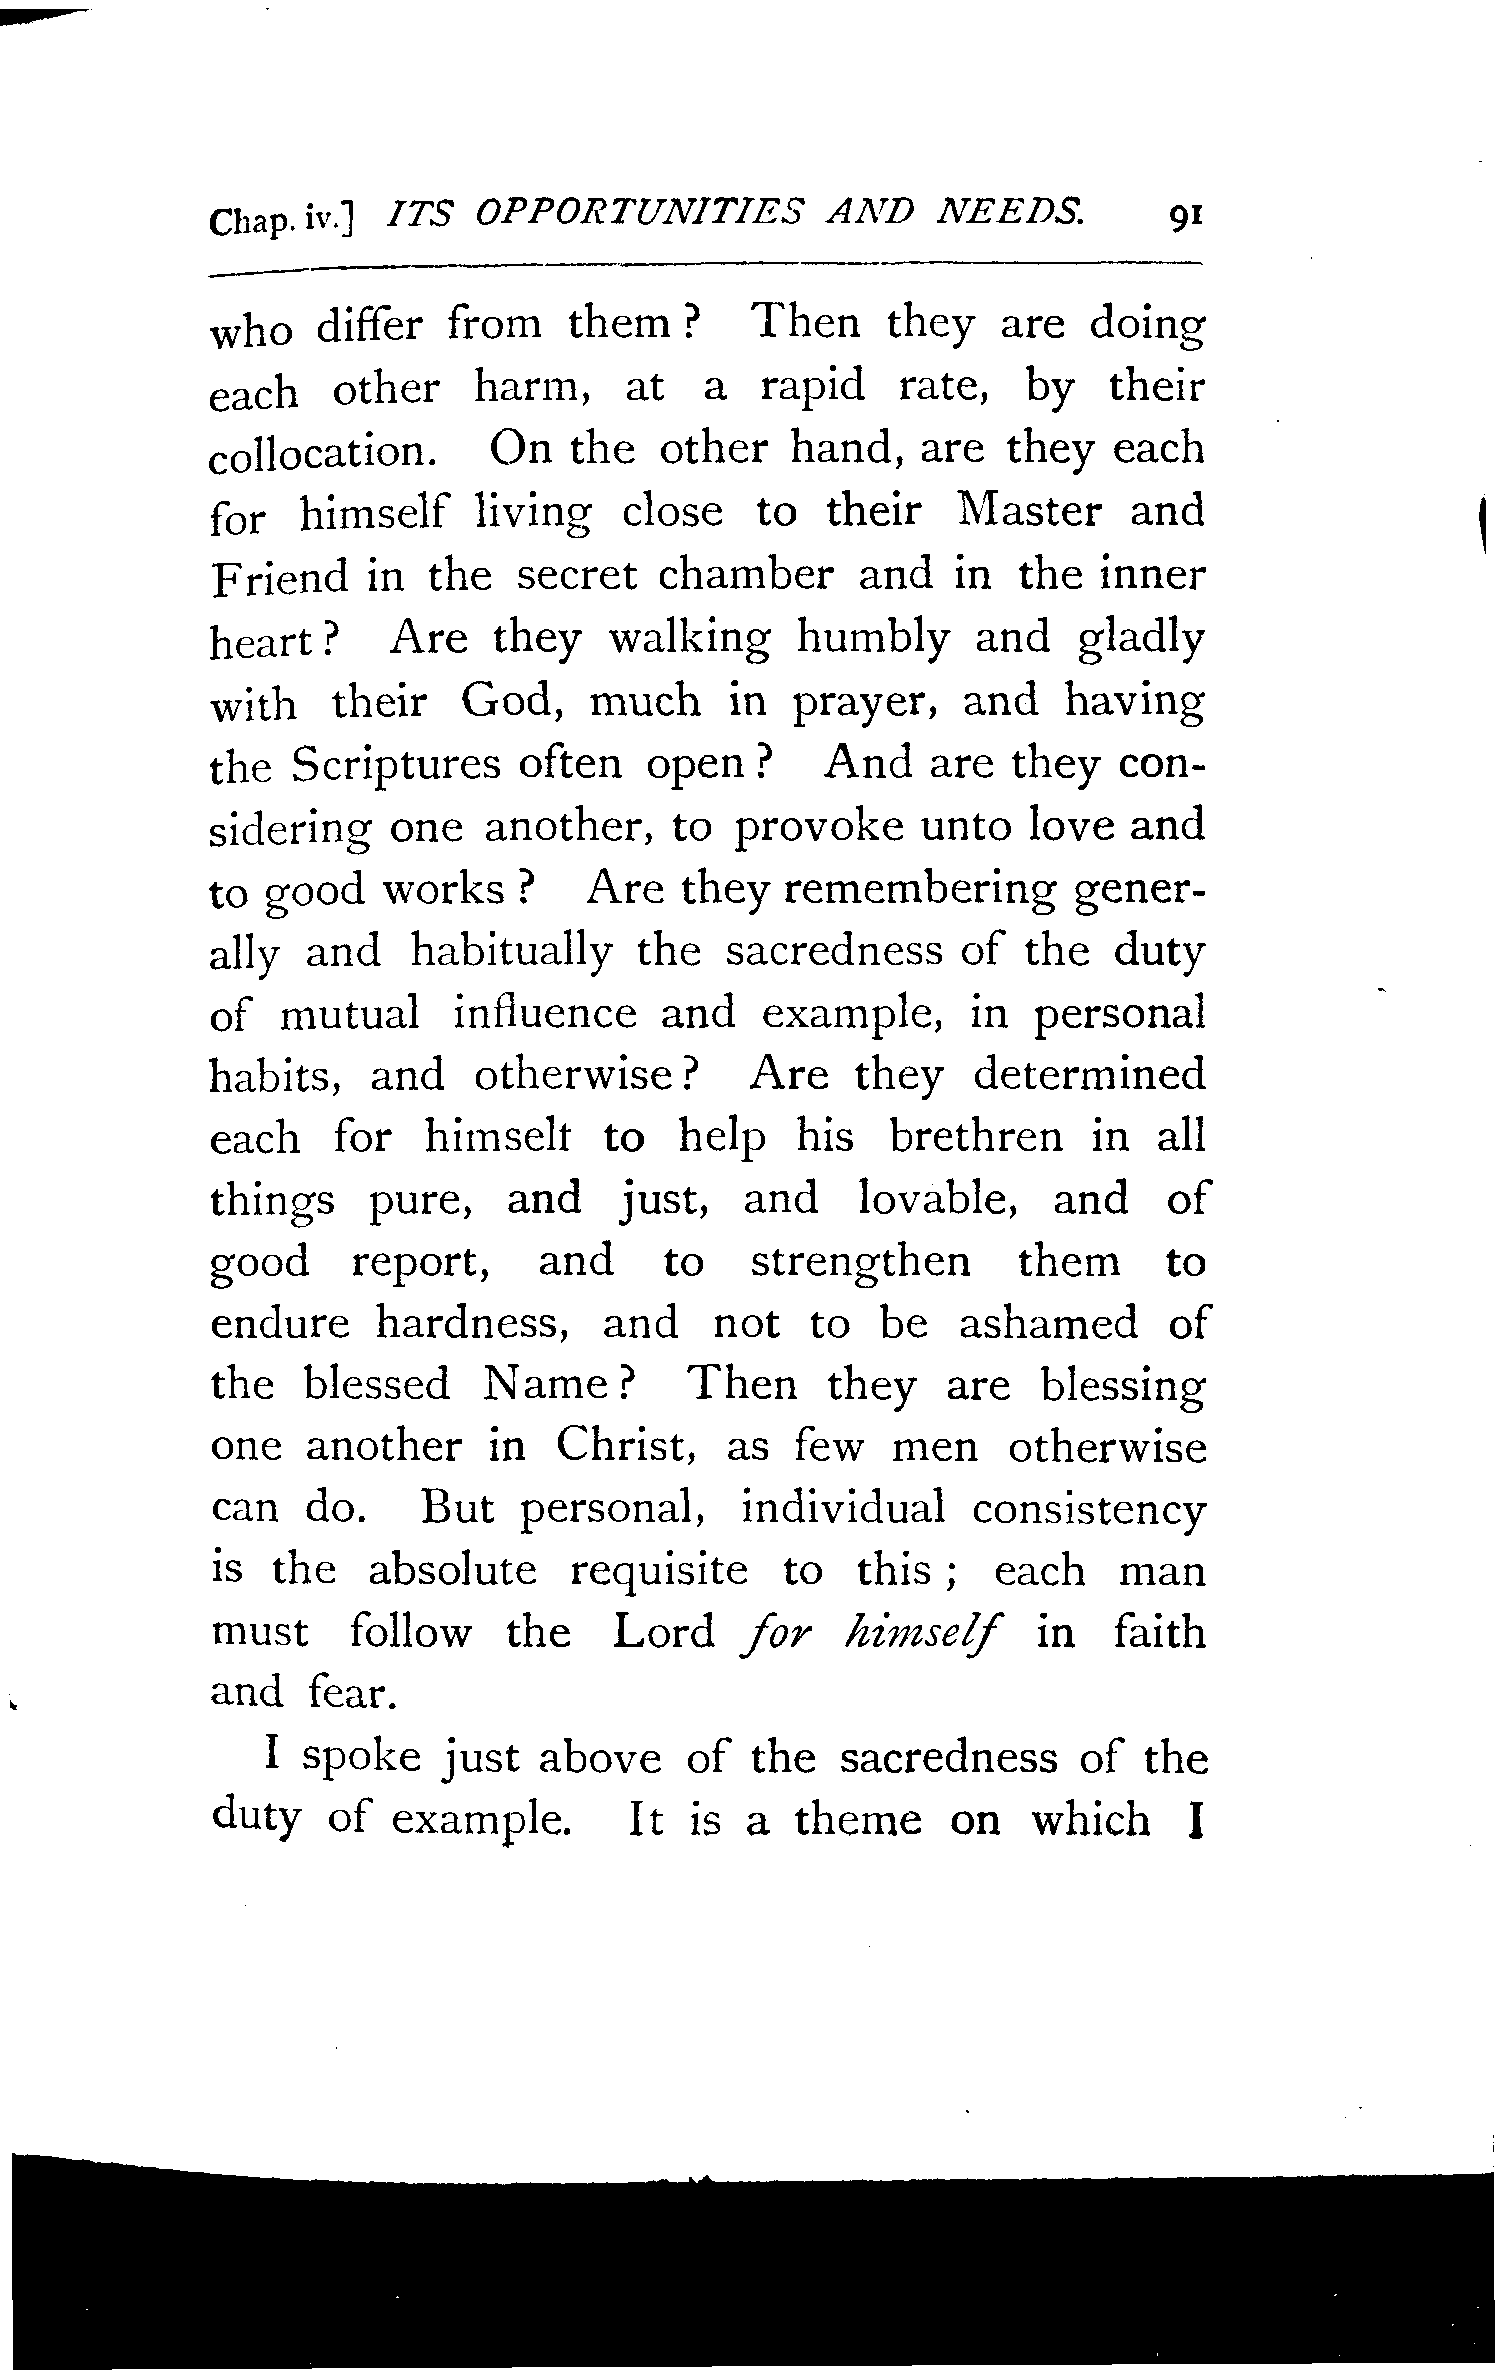 Chap. iv.] ITS OPPORTUNITIES AND NEEDS. 91
who differ from them ? Then they are doing
each other harm, at a rapid rate, by their
collocation. On the other hand, are they each
for himself living close to their Master and
Friend in the secret chamber and in the inner
heart ? Are they walking humbly and gladly
with their God, much in prayer, and having
the Scriptures often open ? And are they con-
sidering one another, to provoke unto love and
to good works ? Are they remembering gener-
ally and habitually the sacredness of the duty
of mutual influence and example, in personal
habits, and otherwise ? Are they determined
each for himself to help his brethren in all
things pure, and just, and lovable, and of
good report, and to strengthen them to
endure hardness, and not to be ashamed of
the blessed Name ? Then they are blessing
one another in Christ, as few men otherwise
can do. But personal, individual consistency
is the absolute requisite to this ; each man
must follow the Lord for himself in faith
and fear.
I spoke just above of the sacredness of the
duty of example. It is a theme on which I